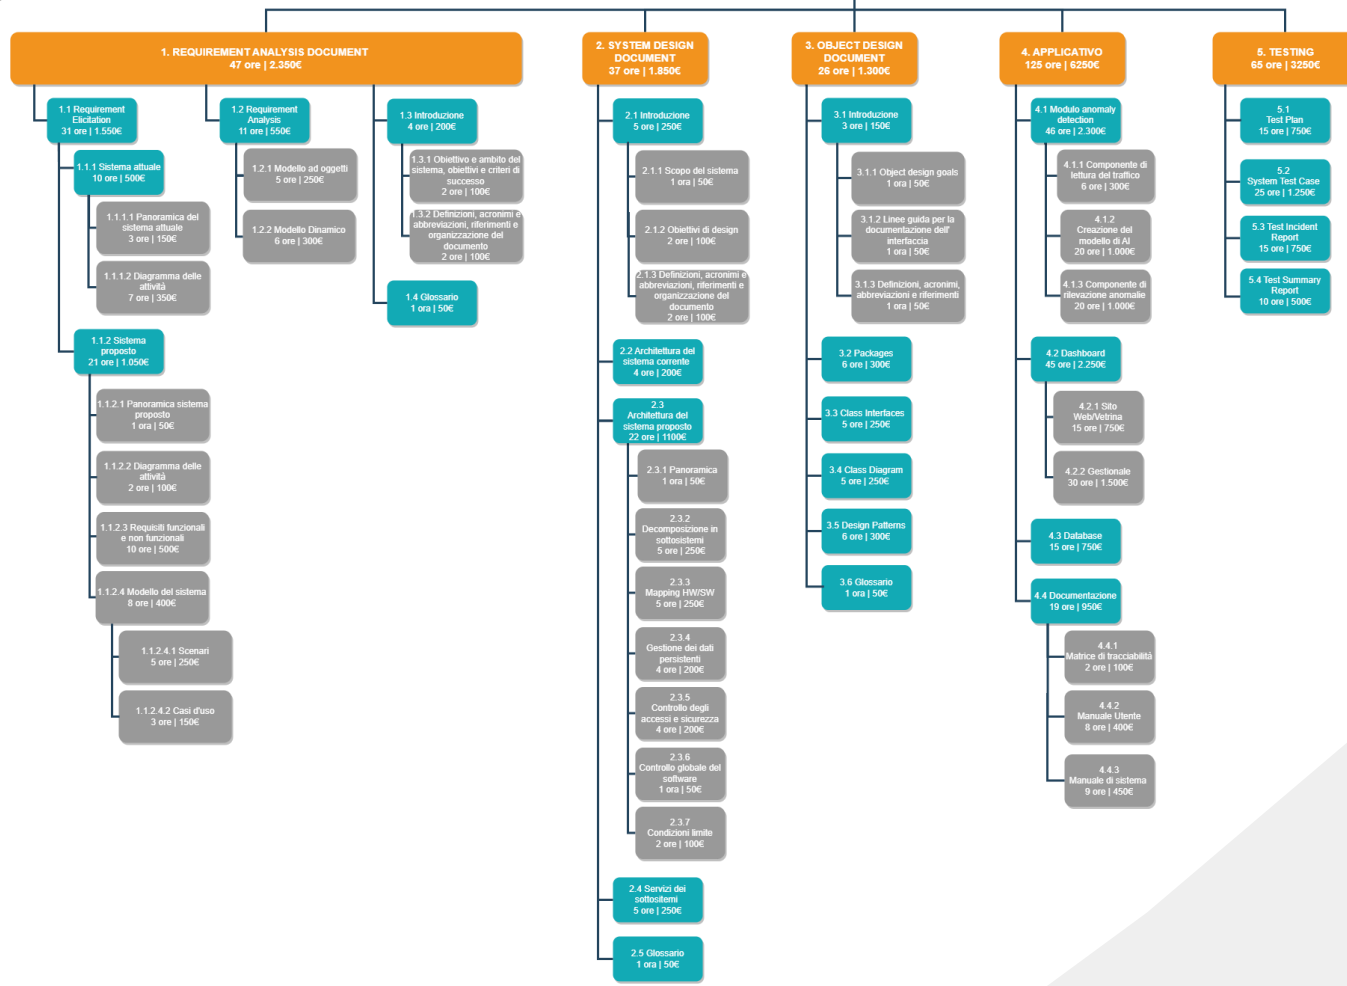 1. REQUIREMENT ANALYSIS DOCUMENT
47 ore | 2.350€
1.1 Requirement
Elicitation
31 ore | 1.550€
1.1.1 Sistema attuale
10 ore | 500€
1.1.1.1 Panoramica del
sistema attuale
3 ore | 150€
1.1.1.2 Diagramma delle
attività
7 ore | 350€
1.1.2 Sistema
proposto
21 ore | 1.050€
1.1.2.1 Panoramica sistema
proposto
1 ora | 50€
1.1.2.2 Diagramma delle
attività
2 ore | 100€
1.1.2.3 Requisiti funzionali
e non funzionali
10 ore | 500€
1.1.2.4 Modello del sistema
8 ore | 400€
1.1.2.4.1 Scenari
5 ore | 250€
1.1.2.4.2 Casi d'uso
3 ore | 150€
1.2 Requirement
Analysis
11 ore | 550€
1.2.1 Modello ad oggetti
5 ore | 250€
1.2.2 Modello Dinamico
6 ore | 300€
1.3 Introduzione
4 ore | 200€
1.3.1 Obiettivo e ambito del
sistema, obiettivi e criteri di
successo
2 ore | 100€
1.3.2 Definizioni, acronimi e
abbreviazioni, riferimenti e
organizzazione del
documento
2 ore | 100€
1.4 Glossario
1 ora | 50€
2. SYSTEM DESIGN
DOCUMENT
37 ore | 1.850€
2.1 Introduzione
5 ore | 250€
2.1.1 Scopo del sistema
1 ora | 50€
2.1.2 Obiettivi di design
2 ore | 100€
2.1.3 Definizioni, acronimi e
abbreviazioni, riferimenti e
organizzazione del
documento
2 ore | 100€
2.2 Architettura del
sistema corrente
4 ore | 200€
2.3
Architettura del
sistema proposto
22 ore | 1100€
2.3.1 Panoramica
1 ora | 50€
2.3.2
Decomposizione in
sottosistemi
5 ore | 250€
2.3.3
Mapping HW/SW
5 ore | 250€
2.3.4
Gestione dei dati
persistenti
4 ore | 200€
2.3.5
Controllo degli
accessi e sicurezza
4 ore | 200€
2.3.6
Controllo globale del
software
1 ora | 50€
2.3.7
Condizioni limite
2 ore | 100€
2.4 Servizi dei
sottositemi
5 ore | 250€
2.5 Glossario
1 ora | 50€
3. OBJECT DESIGN
DOCUMENT
26 ore | 1.300€
3.1 Introduzione
3 ore | 150€
3.1.1 Object design goals
1 ora | 50€
3.1.2 Linee guida per la
documentazione dell'
interfaccia
1 ora | 50€
3.1.3 Definizioni, acronimi,
abbreviazioni e riferimenti
1 ora | 50€
3.2 Packages
6 ore | 300€
3.3 Class Interfaces
5 ore | 250€
3.4 Class Diagram
5 ore | 250€
3.5 Design Patterns
6 ore | 300€
3.6 Glossario
1 ora | 50€
4. APPLICATIVO
125 ore | 6250€
4.1 Modulo anomaly
detection
46 ore | 2.300€
4.1.1 Componente di
lettura del traffico
6 ore | 300€
4.1.2
Creazione del
modello di AI
20 ore | 1.000€
4.1.3 Componente di
rilevazione anomalie
20 ore | 1.000€
4.2 Dashboard
45 ore | 2.250€
4.2.1 Sito
Web/Vetrina
15 ore | 750€
4.2.2 Gestionale
30 ore | 1.500€
4.3 Database
15 ore | 750€
4.4 Documentazione
19 ore | 950€
4.4.1
Matrice di tracciabilità
2 ore | 100€
4.4.2
Manuale Utente
8 ore | 400€
4.4.3
Manuale di sistema
9 ore | 450€
5. TESTING
65 ore | 3250€
5.1
Test Plan
15 ore | 750€
5.2
System Test Case
25 ore | 1.250€
5.3 Test Incident
Report
15 ore | 750€
5.4 Test Summary
Report
10 ore | 500€